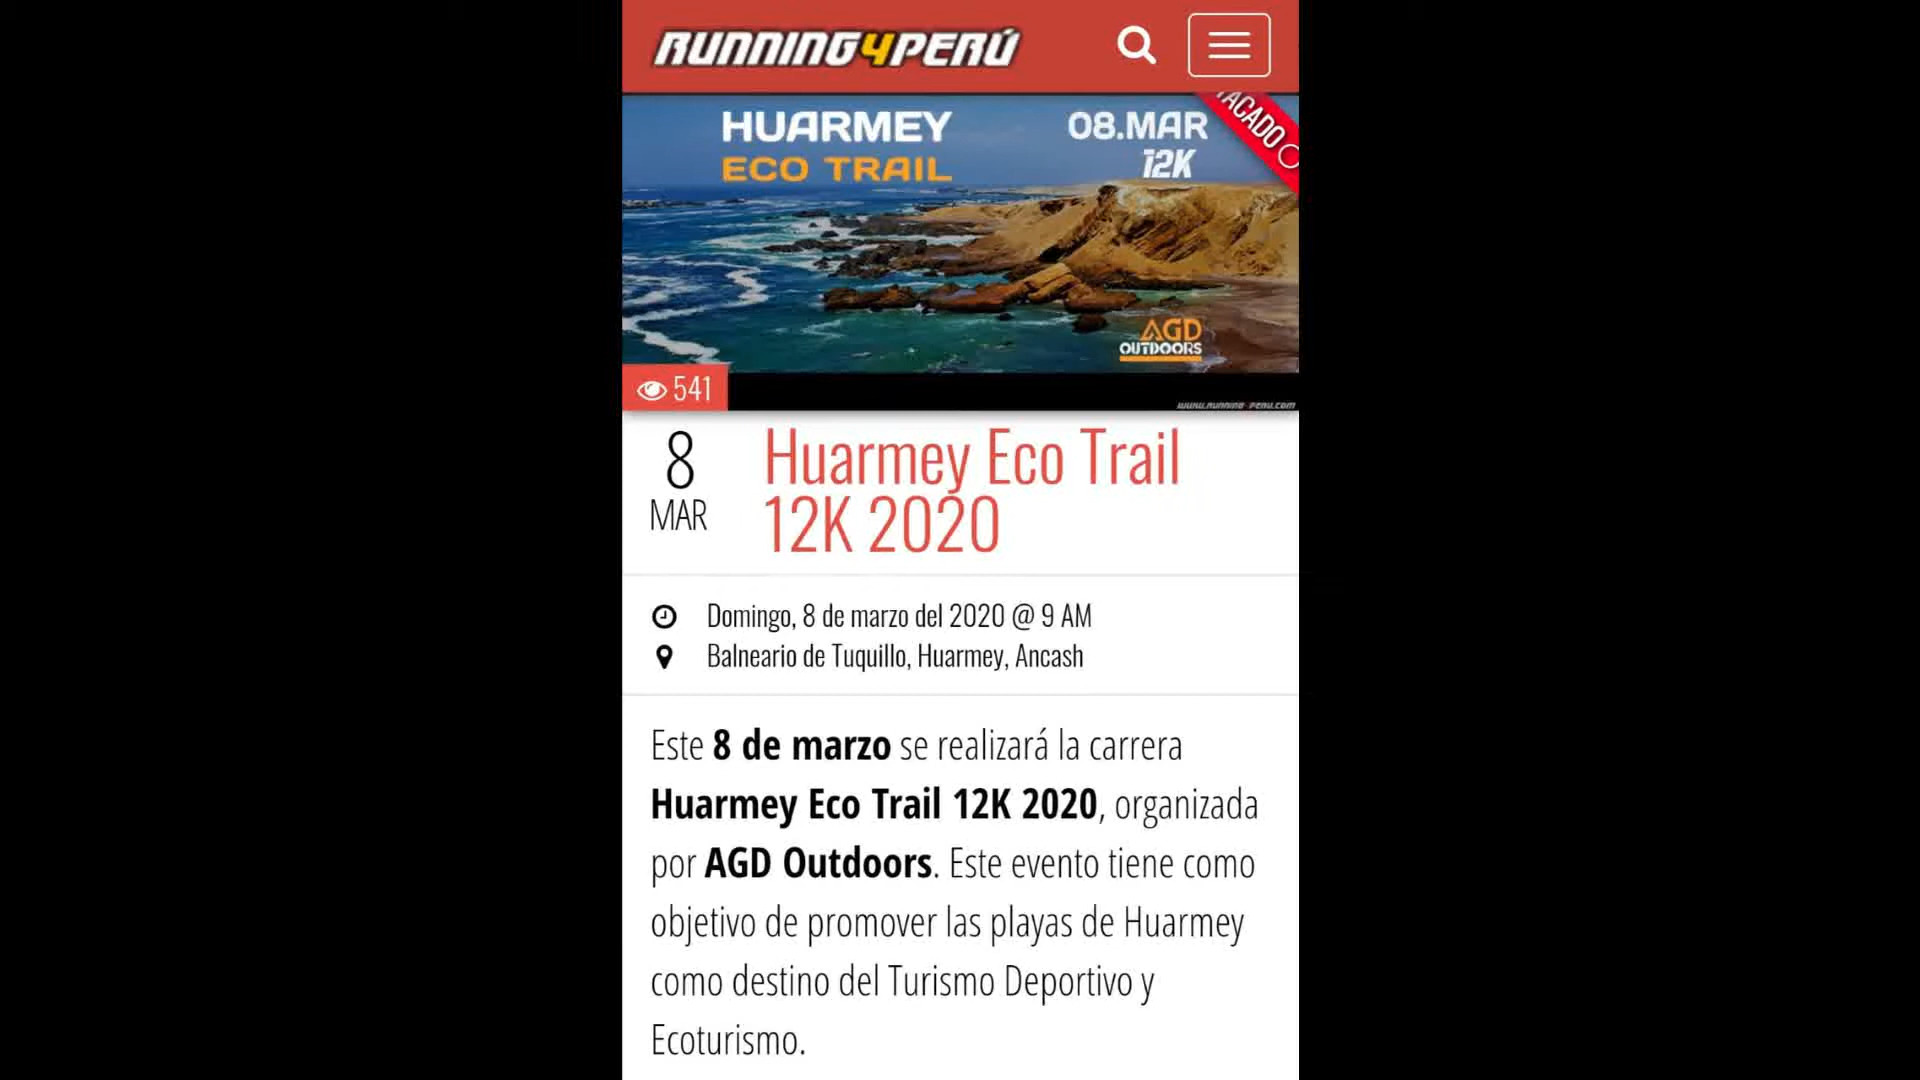 RUNNING4PERÚ
HUARMEY
ECO TRAIL
08.MAR
12K
TACADO
AGD
OUTDOORS
541
8
MAR
Huarmey Eco Trail
12K 2020
Domingo, 8 de marzo del 2020 @ 9 AM
Balneario de Tuquillo, Huarmey, Ancash
Este 8 de marzo se realizará la carrera
Huarmey Eco Trail 12K 2020, organizada
por AGD Outdoors. Este evento tiene como
objetivo de promover las playas de Huarmey
como destino del Turismo Deportivo y
Ecoturismo.